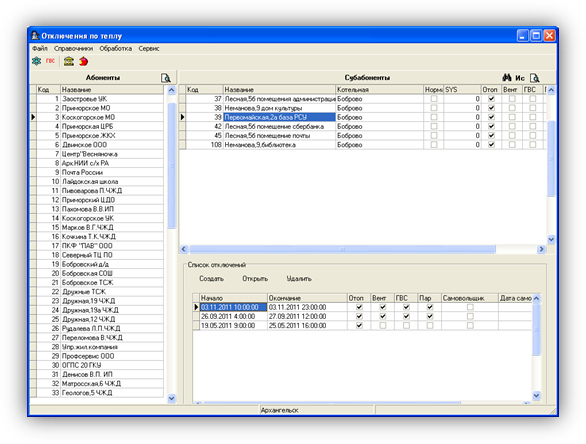 Отключения по теплу
Файл Справочники Обработка Сервис
ГВС
Абоненты
Код Название
1 Заостровье УК
2 Приморское МО
3 Коскогорское МО
4 Приморская ЦРБ
5 Приморское ЖКХ
6 Двинское ООО
7 Центр"Весняночка
8 Арх.НИИ с/х РА
9 Почта России
10 Лайдокская школа
11 Пивоварова П.ЧЖД
12 Приморский ЦДО
13 Пахомова В.В.ИП
14 Коскогорское УК
15 Марков В.Г.ЧЖД
16 Кочкина Т.К.ЧЖД
17 ПКФ "ПАВ" ООО
18 Северный ТЦ ПО
19 Бобровский д/д
20 Бобровская СОШ
21 Бобровское ТСЖ
22 Дружные ТСЖ
23 Дружная,19 ЧЖД
24 Дружная,19а ЧЖД
25 Дружная,12 ЧЖД
26 Рудалева Л.П.ЧЖД
27 Переломова В.ЧЖД
28 Упр.жил.компания
29 Профсервис ООО
30 ОГПС 20 ГКУ
31 Денисов В.П. ИП
32 Матросская,6 ЧЖД
33 Геологов,5 ЧЖД
Субабоненты
Ис
Код Название Котельная Норми SYS Отоп Вент ГВС
37 Лесная,5б помещения администрации Боброво 0
38 Неманова,9,дом культуры Боброво 0
39 Первомайская,2а база РСУ Боброво 0
42 Лесная,5б помещение сбербанка Боброво 0
45 Лесная,5б помещение почты Боброво 0
108 Неманова,9,библиотека Боброво 0
Список отключений
Создать Открыть Удалить
Начало Окончание Отоп Вент ГВС Пар Самовольщик Дата само
03.11.2011 10:00:00 03.11.2011 23:00:00
26.09.2011 4:00:00 27.09.2011 12:00:00
19.05.2011 9:00:00 25.05.2011 16:00:00
Архангельск